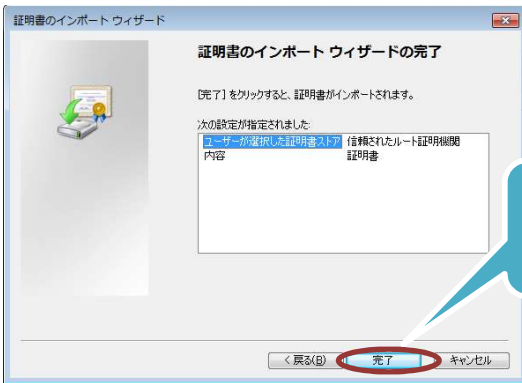 証明書のインポート ウィザード
証明書のインポート ウィザードの完了
[完了] をクリックすると、証明書がインポートされます。
次の設定が指定されました:
ユーザーが選択した証明書ストア 信頼されたルート証明機関
内容 証明書
< 戻る(B) 完了 キャンセル